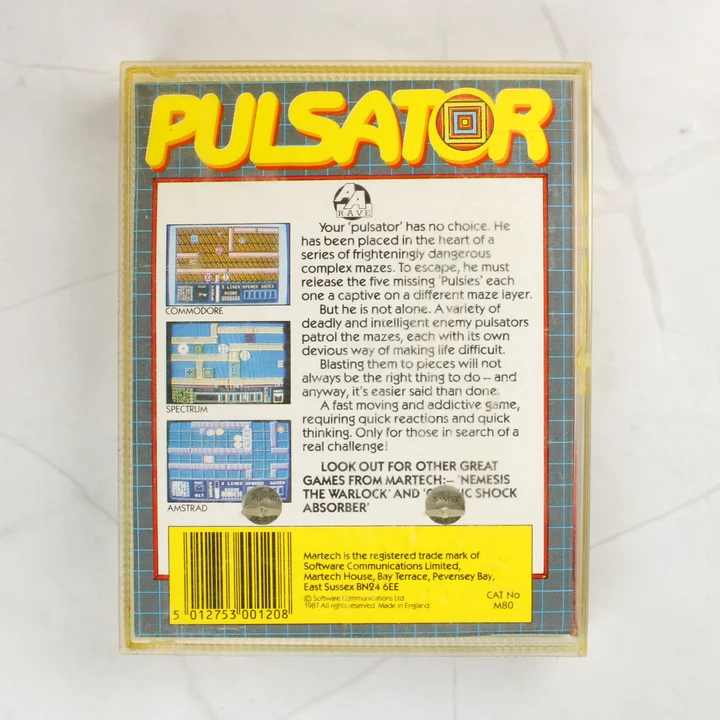 PULSATOR
AA
RAVE
Your 'pulsator' has no choice. He
has been placed in the heart of a
series of frighteningly dangerous
complex mazes. To escape, he must
release the five missing 'Pulsies' each
one a captive on a different maze layer.
But he is not alone. A variety of
deadly and intelligent enemy pulsators
patrol the mazes, each with its own
devious way of making life difficult.
Blasting them to pieces will not
always be the right thing to do – and
anyway, it's easier said than done.
A fast moving and addictive game,
requiring quick reactions and quick
thinking. Only for those in search of a
real challenge!
LOOK OUT FOR OTHER GREAT
GAMES FROM MARTECH:– 'NEMESIS
THE WARLOCK' AND SHOCK
ABSORBER'
COMMODORE
SPECTRUM
AMSTRAD
5 012753 001208
Martech is the registered trade mark of
Software Communications Limited,
Martech House, Bay Terrace, Pevensey Bay,
East Sussex BN24 6EE
© Software Communications Ltd
1987 All rights reserved. Made in England.
CAT No
M80